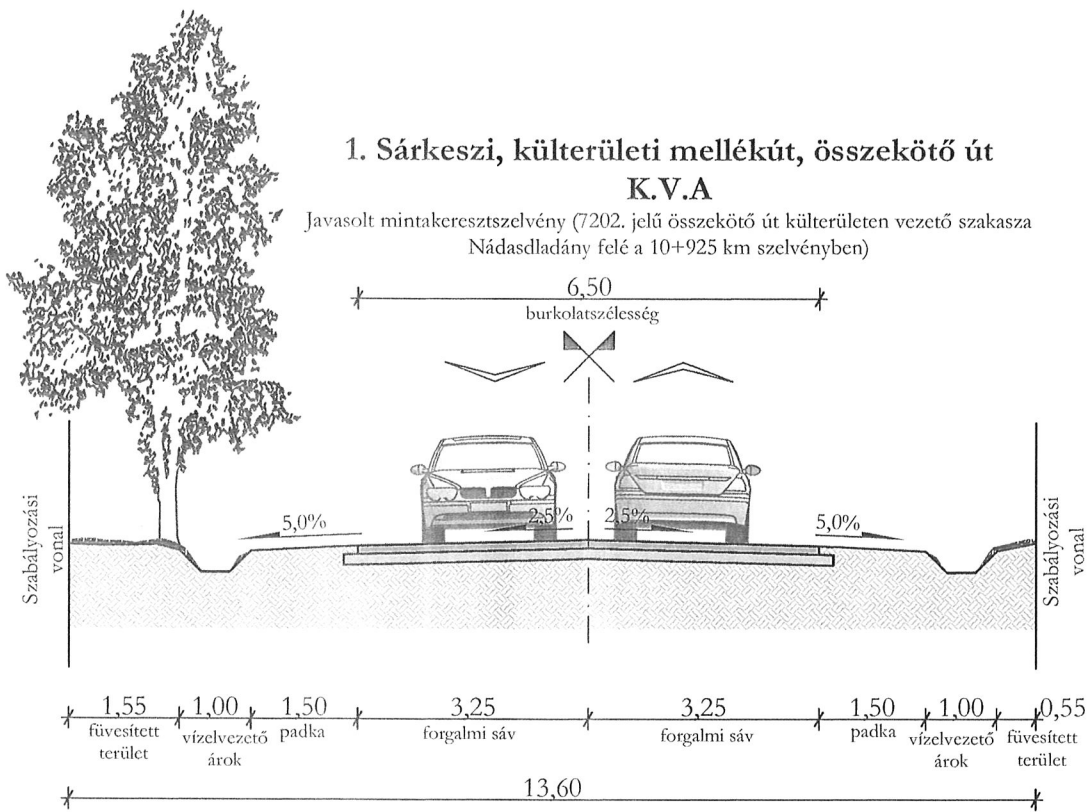 1. Sárkeszi, külterületi mellékút, összekötő út
K.V.A
Javasolt mintakeresztszelvény (7202. jelű összekötő út külterületen vezető szakasza
Nádasdladány felé a 10+925 km szelvényben)
6,50
burkolatszélesség
5,0%
2,5%
2,5%
5,0%
Szabályozási
vonal
Szabályozási
vonal
1,55
füvesített
terület
1,00
vízelvezető
árok
1,50
padka
3,25
forgalmi sáv
3,25
forgalmi sáv
1,50
padka
1,00
vízelvezető
árok
0,55
füvesített
terület
13,60